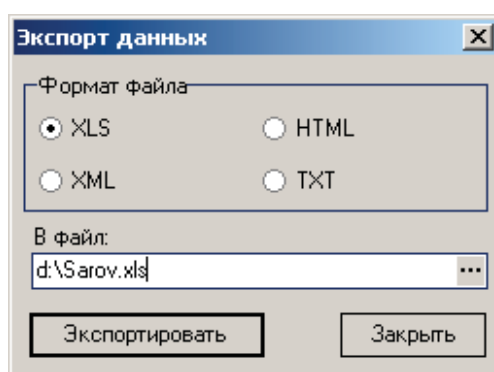 Экспорт данных
Формат файла
XLS HTML
XML TXT
В файл:
d:\Sarov.xls ...
Экспортировать Закрыть